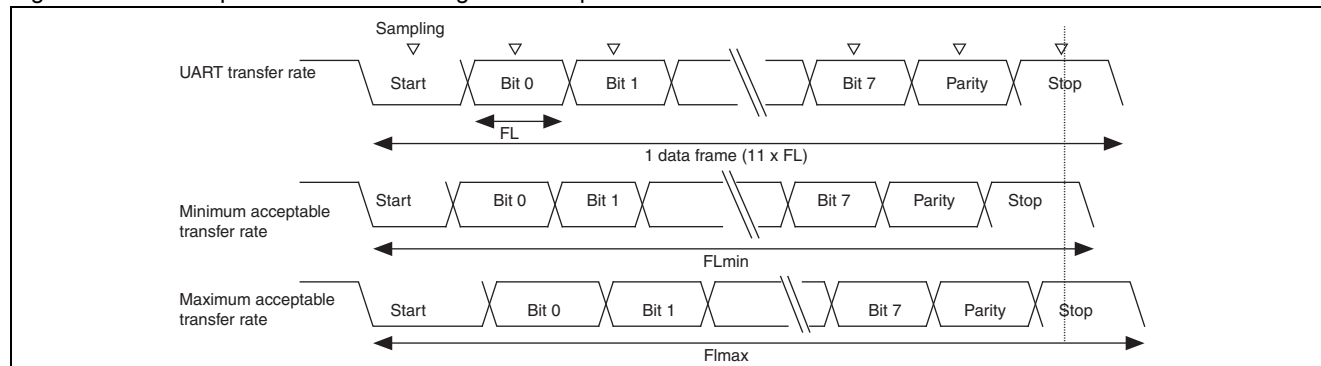 Sampling
UART transfer rate
Start Bit 0 Bit 1 Bit 7 Parity Stop
FL
1 data frame (11 x FL)
Minimum acceptable
transfer rate
Start Bit 0 Bit 1 Bit 7 Parity Stop
FLmin
Maximum acceptable
transfer rate
Start Bit 0 Bit 1 Bit 7 Parity Stop
Flmax